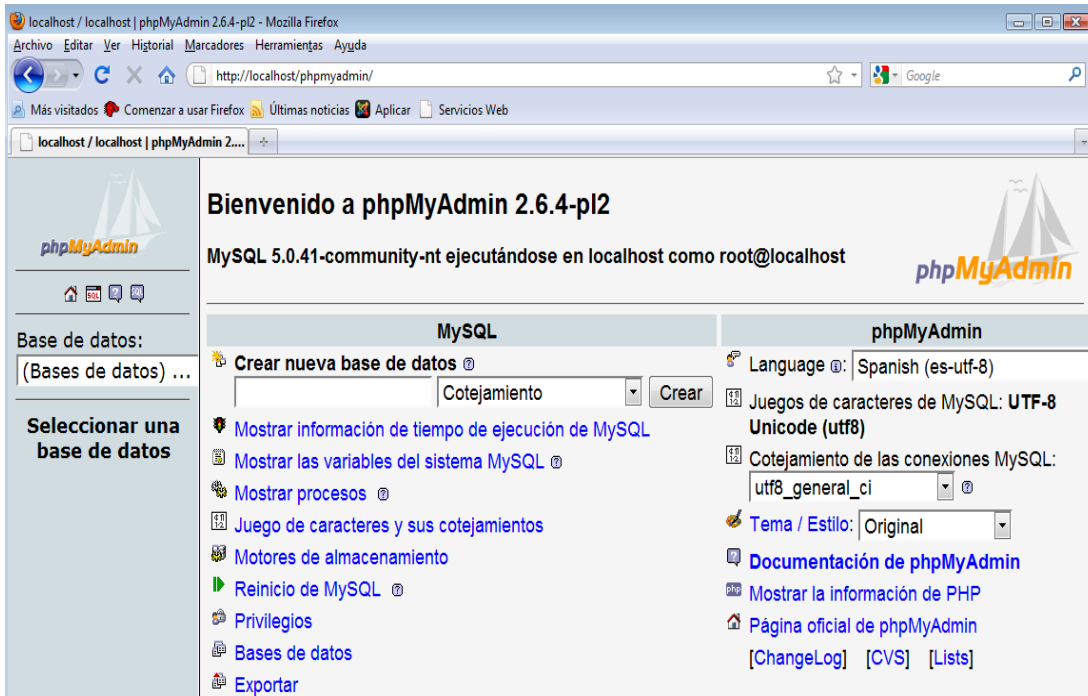 localhost / localhost | phpMyAdmin 2.6.4-pl2 - Mozilla Firefox
Archivo Editar Ver Historial Marcadores Herramientas Ayuda
http://localhost/phpmyadmin/
Google
Más visitados Comenzar a usar Firefox Últimas noticias Aplicar Servicios Web
localhost / localhost | phpMyAdmin 2....
phpMyAdmin
SQL
Base de datos:
(Bases de datos) ...
Seleccionar una
base de datos
Bienvenido a phpMyAdmin 2.6.4-pl2
MySQL 5.0.41-community-nt ejecutándose en localhost como root@localhost
phpMyAdmin
MySQL
Crear nueva base de datos
Cotejamiento Crear
Mostrar información de tiempo de ejecución de MySQL
Mostrar las variables del sistema MySQL
Mostrar procesos
Juego de caracteres y sus cotejamientos
Motores de almacenamiento
Reinicio de MySQL
Privilegios
Bases de datos
Exportar
phpMyAdmin
Language : Spanish (es-utf-8)
Juegos de caracteres de MySQL: UTF-8
Unicode (utf8)
Cotejamiento de las conexiones MySQL:
utf8_general_ci
Tema / Estilo: Original
Documentación de phpMyAdmin
php Mostrar la información de PHP
Página oficial de phpMyAdmin
[ChangeLog] [CVS] [Lists]